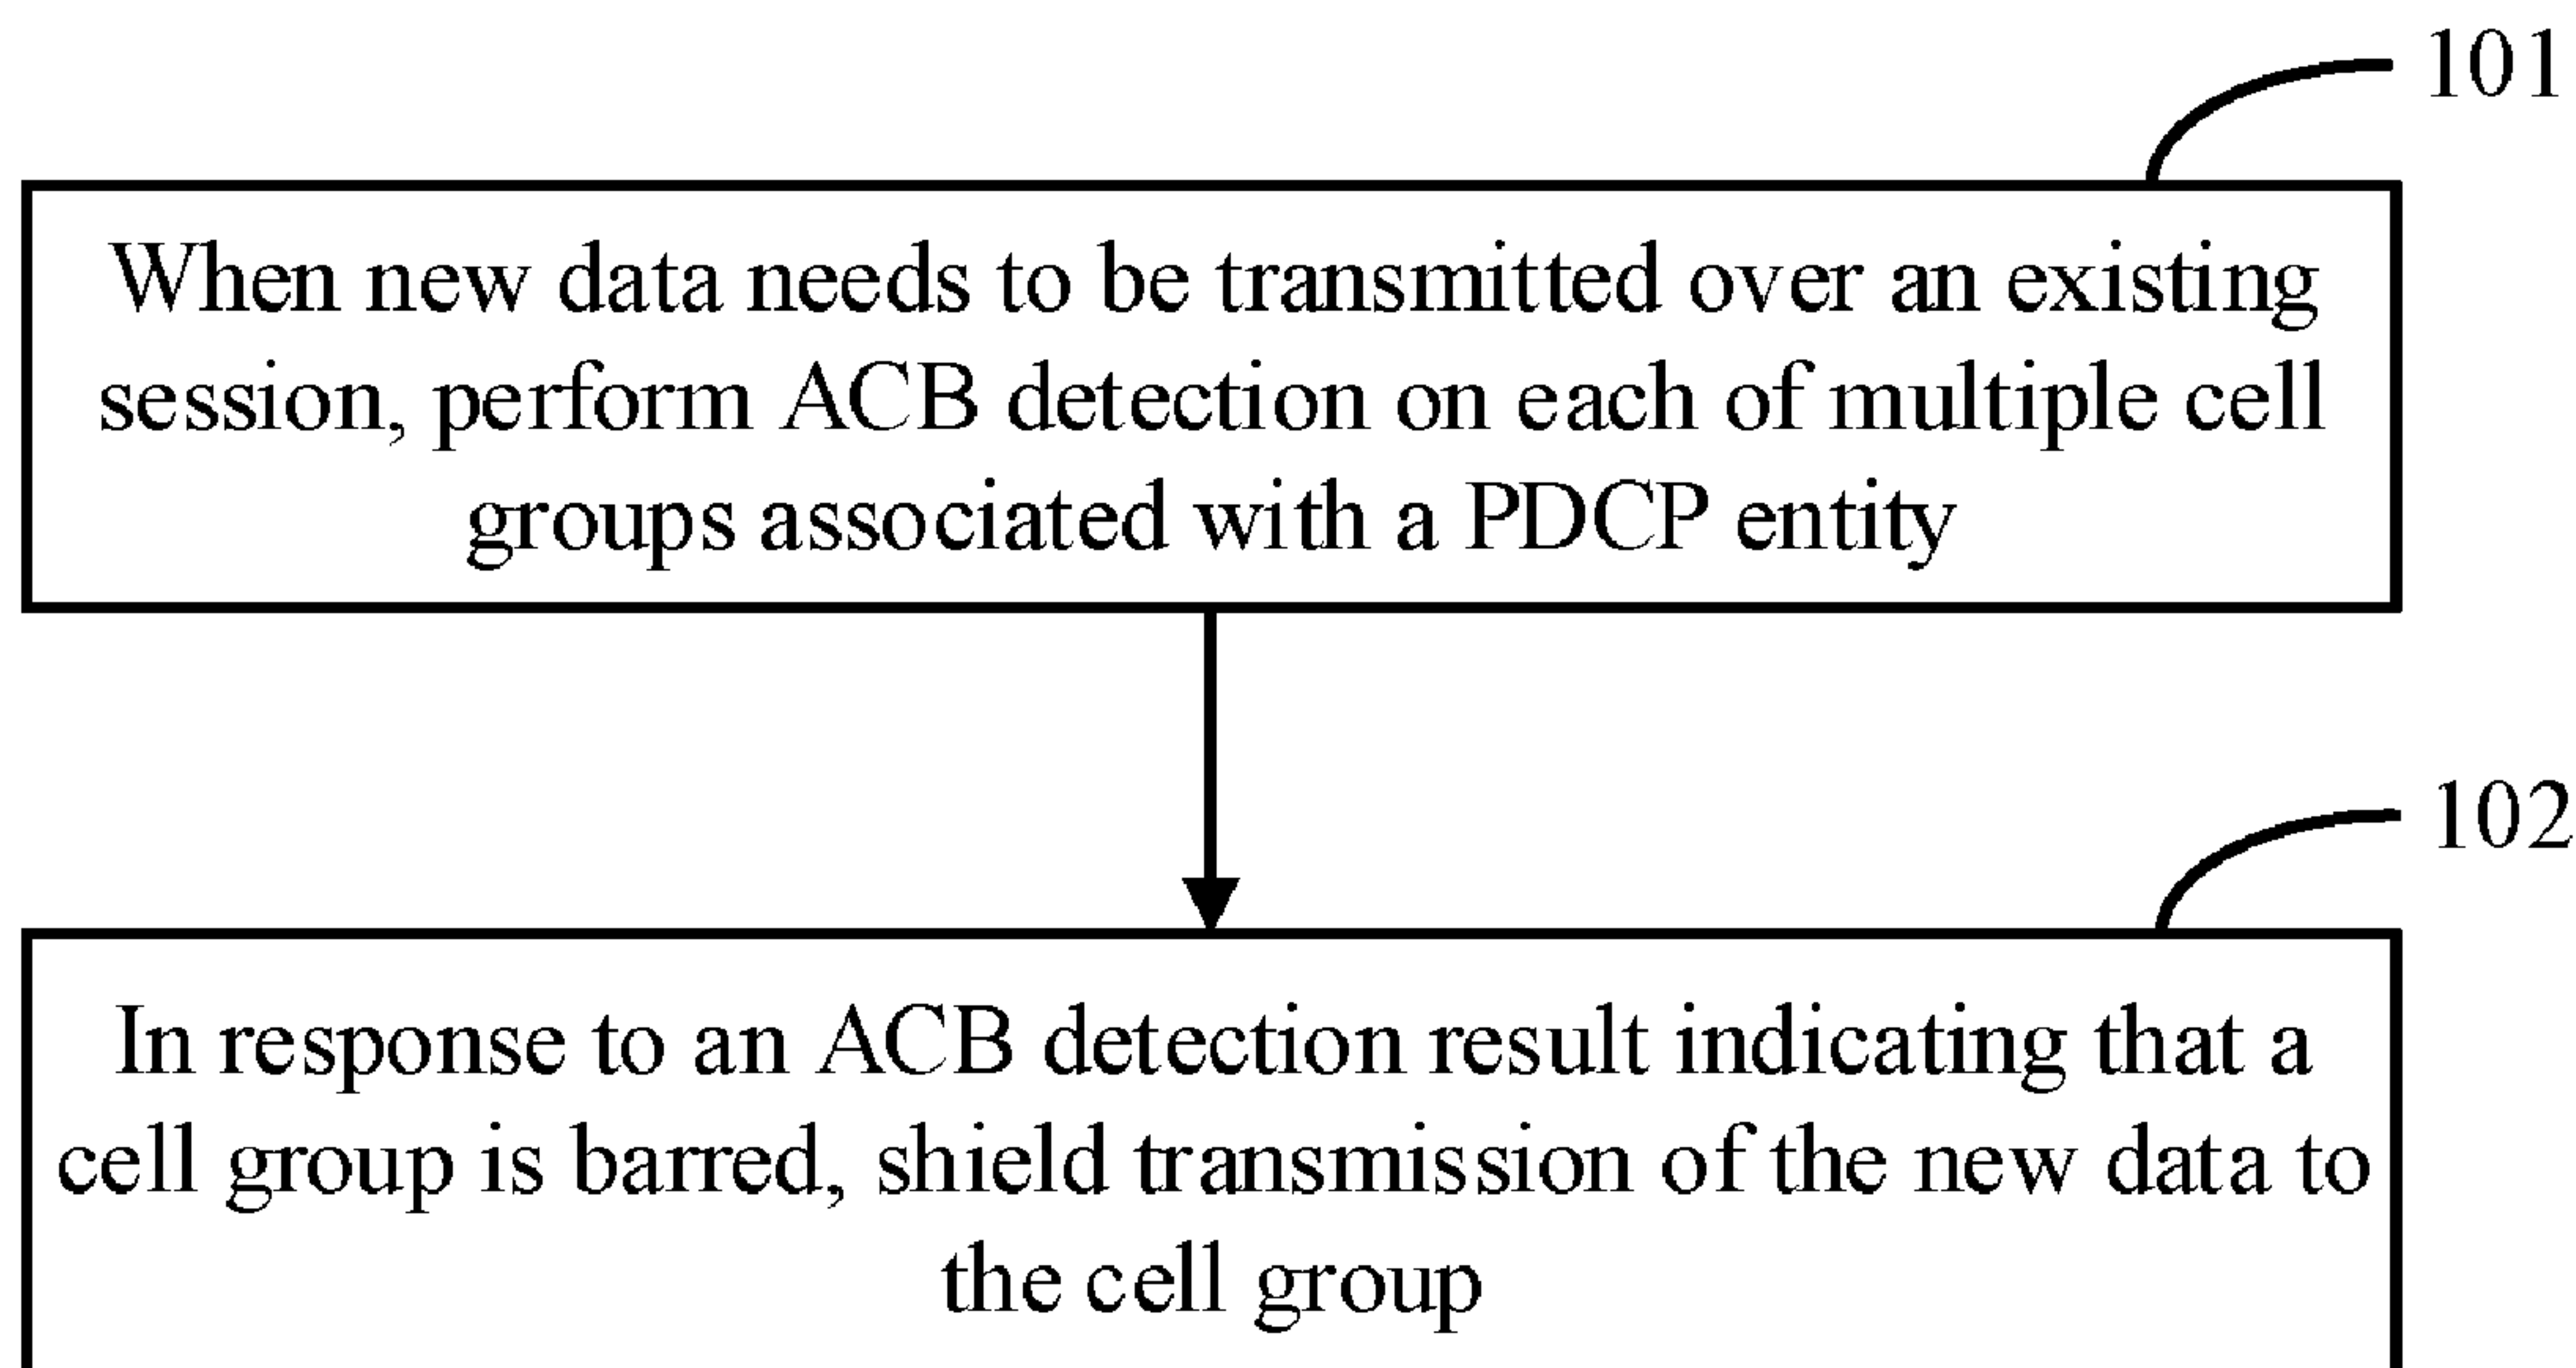 101
When new data needs to be transmitted over an existing
session, perform ACB detection on each of multiple cell
groups associated with a PDCP entity
102
In response to an ACB detection result indicating that a
cell group is barred, shield transmission of the new data to
the cell group